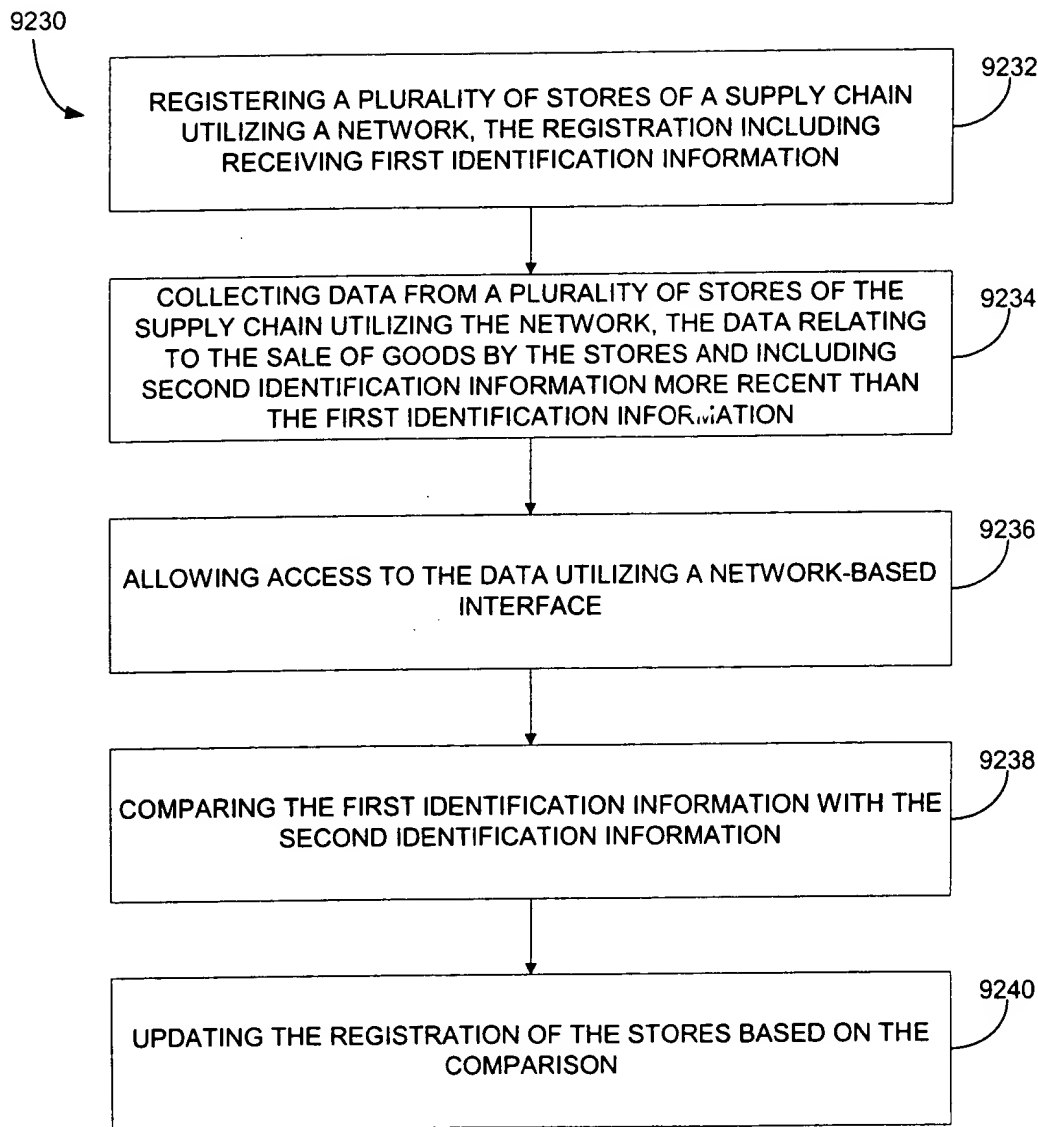 9230
9232
REGISTERING A PLURALITY OF STORES OF A SUPPLY CHAIN
UTILIZING A NETWORK, THE REGISTRATION INCLUDING
RECEIVING FIRST IDENTIFICATION INFORMATION
9234
COLLECTING DATA FROM A PLURALITY OF STORES OF THE
SUPPLY CHAIN UTILIZING THE NETWORK, THE DATA RELATING
TO THE SALE OF GOODS BY THE STORES AND INCLUDING
SECOND IDENTIFICATION INFORMATION MORE RECENT THAN
THE FIRST IDENTIFICATION INFORMATION
9236
ALLOWING ACCESS TO THE DATA UTILIZING A NETWORK-BASED
INTERFACE
9238
COMPARING THE FIRST IDENTIFICATION INFORMATION WITH THE
SECOND IDENTIFICATION INFORMATION
9240
UPDATING THE REGISTRATION OF THE STORES BASED ON THE
COMPARISON